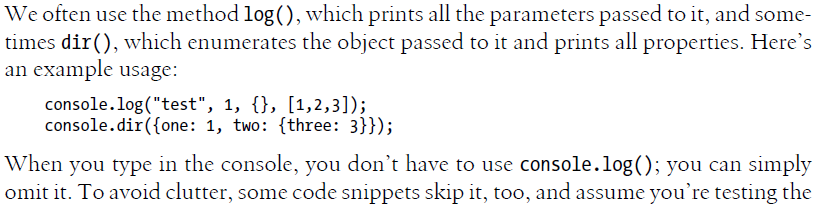 We often use the method log(), which prints all the parameters passed to it, and some-
times dir(), which enumerates the object passed to it and prints all properties. Here's
an example usage:
console.log("test", 1, {}, [1,2,3]);
console.dir({one: 1, two: {three: 3}});
When you type in the console, you don't have to use console.log(); you can simply
omit it. To avoid clutter, some code snippets skip it, too, and assume you're testing the